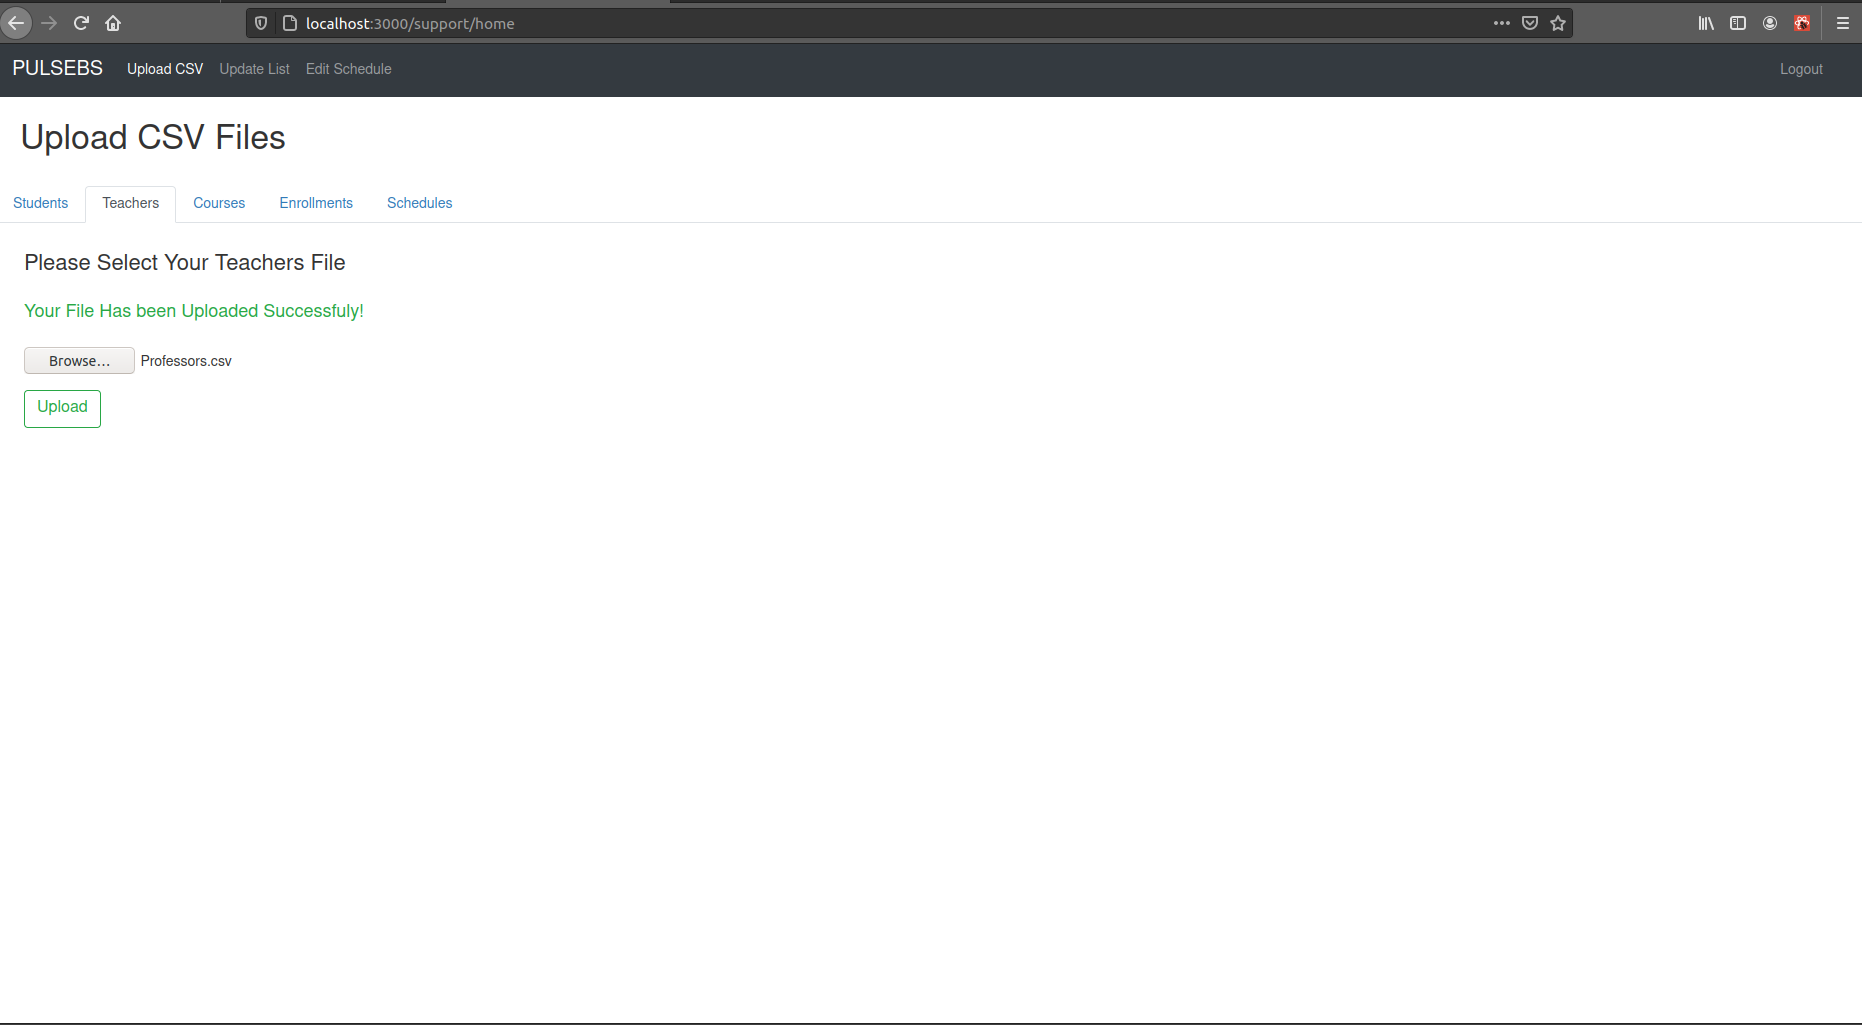 localhost:3000/support/home
PULSEBS Upload CSV Update List Edit Schedule Logout
Upload CSV Files
Students Teachers Courses Enrollments Schedules
Please Select Your Teachers File
Your File Has been Uploaded Successfuly!
Browse... Professors.csv
Upload